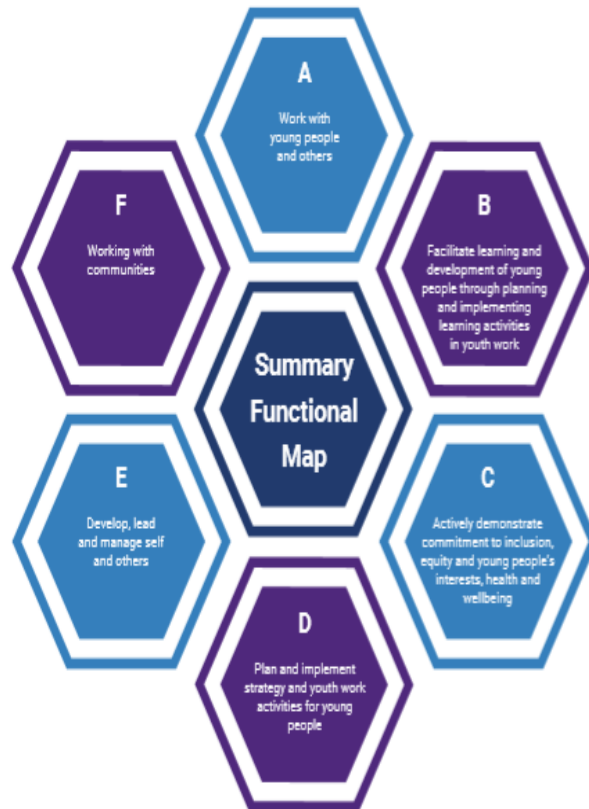 A
Work with
young people
and others
B
Facilitate learning and
development of young
people through planning
and implementing
learning activities
in youth work
C
Actively demonstrate
commitment to inclusion,
equity and young people's
interests, health and
wellbeing
D
Plan and implement
strategy and youth work
activities for young
people
E
Develop, lead
and manage self
and others
F
Working with
communities
Summary
Functional
Map